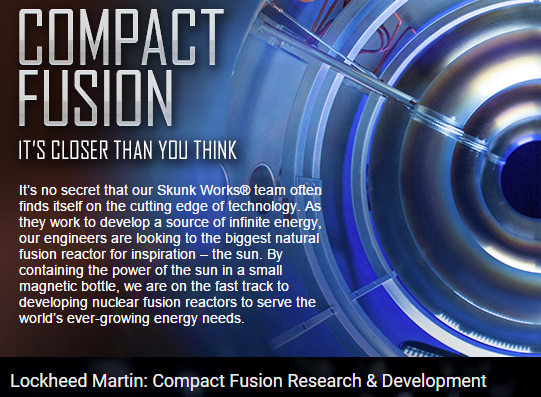 COMPACT
FUSION
IT'S CLOSER THAN YOU THINK
It's no secret that our Skunk Works® team often
finds itself on the cutting edge of technology. As
they work to develop a source of infinite energy,
our engineers are looking to the biggest natural
fusion reactor for inspiration – the sun. By
containing the power of the sun in a small
magnetic bottle, we are on the fast track to
developing nuclear fusion reactors to serve the
world's ever-growing energy needs.
Lockheed Martin: Compact Fusion Research & Development